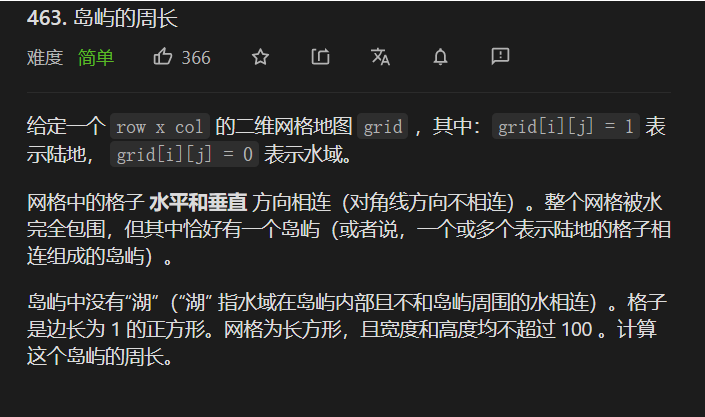 463. 岛屿的周长
难度 简单 366
给定一个 row x col 的二维网格地图 grid ，其中：grid[i][j] = 1 表
示陆地， grid[i][j] = 0 表示水域。
网格中的格子 水平和垂直 方向相连（对角线方向不相连）。整个网格被水
完全包围，但其中恰好有一个岛屿（或者说，一个或多个表示陆地的格子相
连组成的岛屿）。
岛屿中没有“湖”（“湖” 指水域在岛屿内部且不和岛屿周围的水相连）。格子
是边长为 1 的正方形。网格为长方形，且宽度和高度均不超过 100 。计算
这个岛屿的周长。